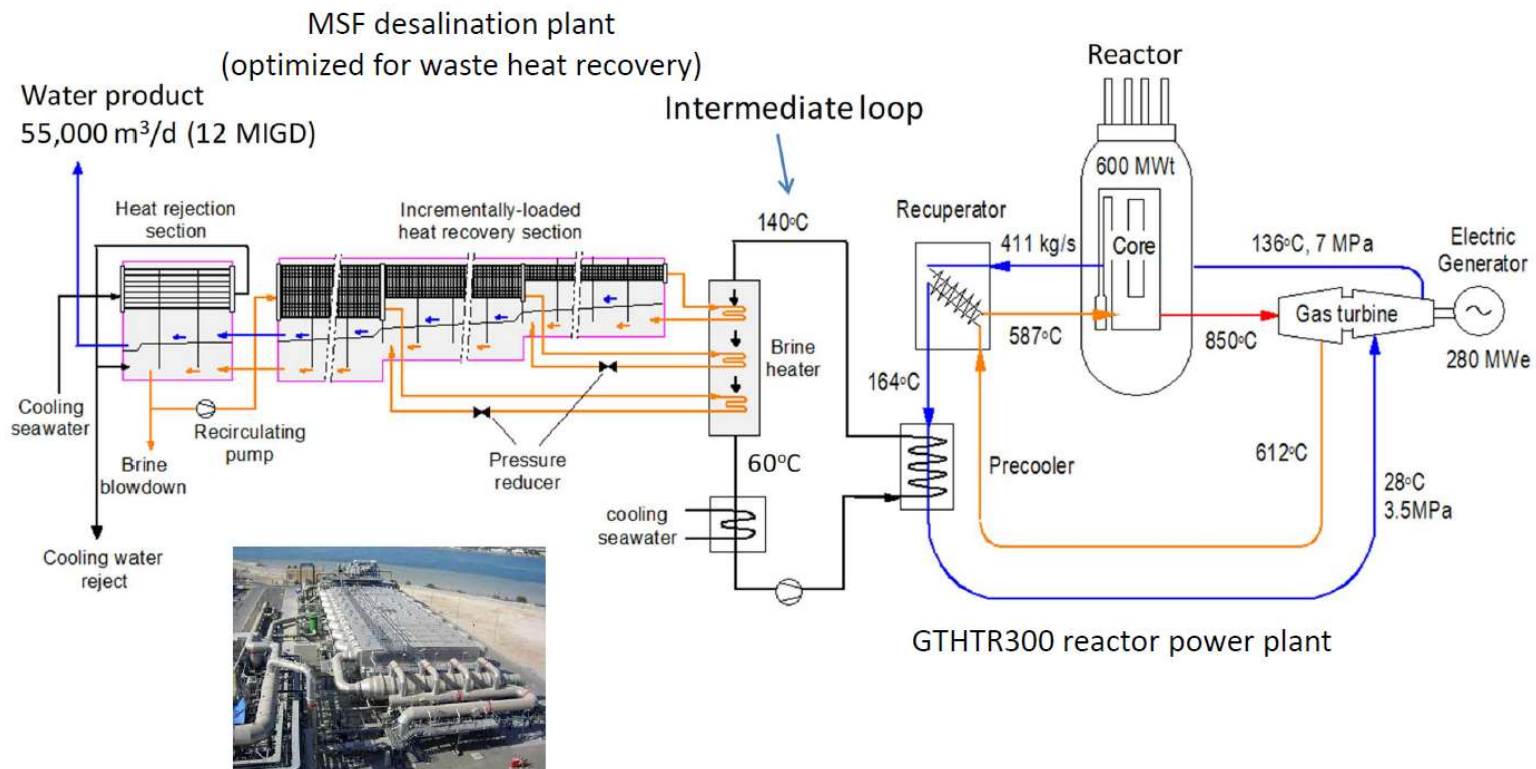 MSF desalination plant
(optimized for waste heat recovery)
Water product
55,000 m³/d (12 MIGD)
Heat rejection
section
Incrementally-loaded
heat recovery section
Cooling
seawater
Recirculating
pump
Brine
blowdown
Cooling water
reject
Pressure
reducer
Brine
heater
Intermediate loop
140°C
60°C
cooling
seawater
Reactor
600 MWt
Core
Recuperator
411 kg/s
587°C
850°C
136°C, 7 MPa
Electric
Generator
Gas turbine
280 MWe
164°C
Precooler
612°C
28°C
3.5MPa
GTHTR300 reactor power plant